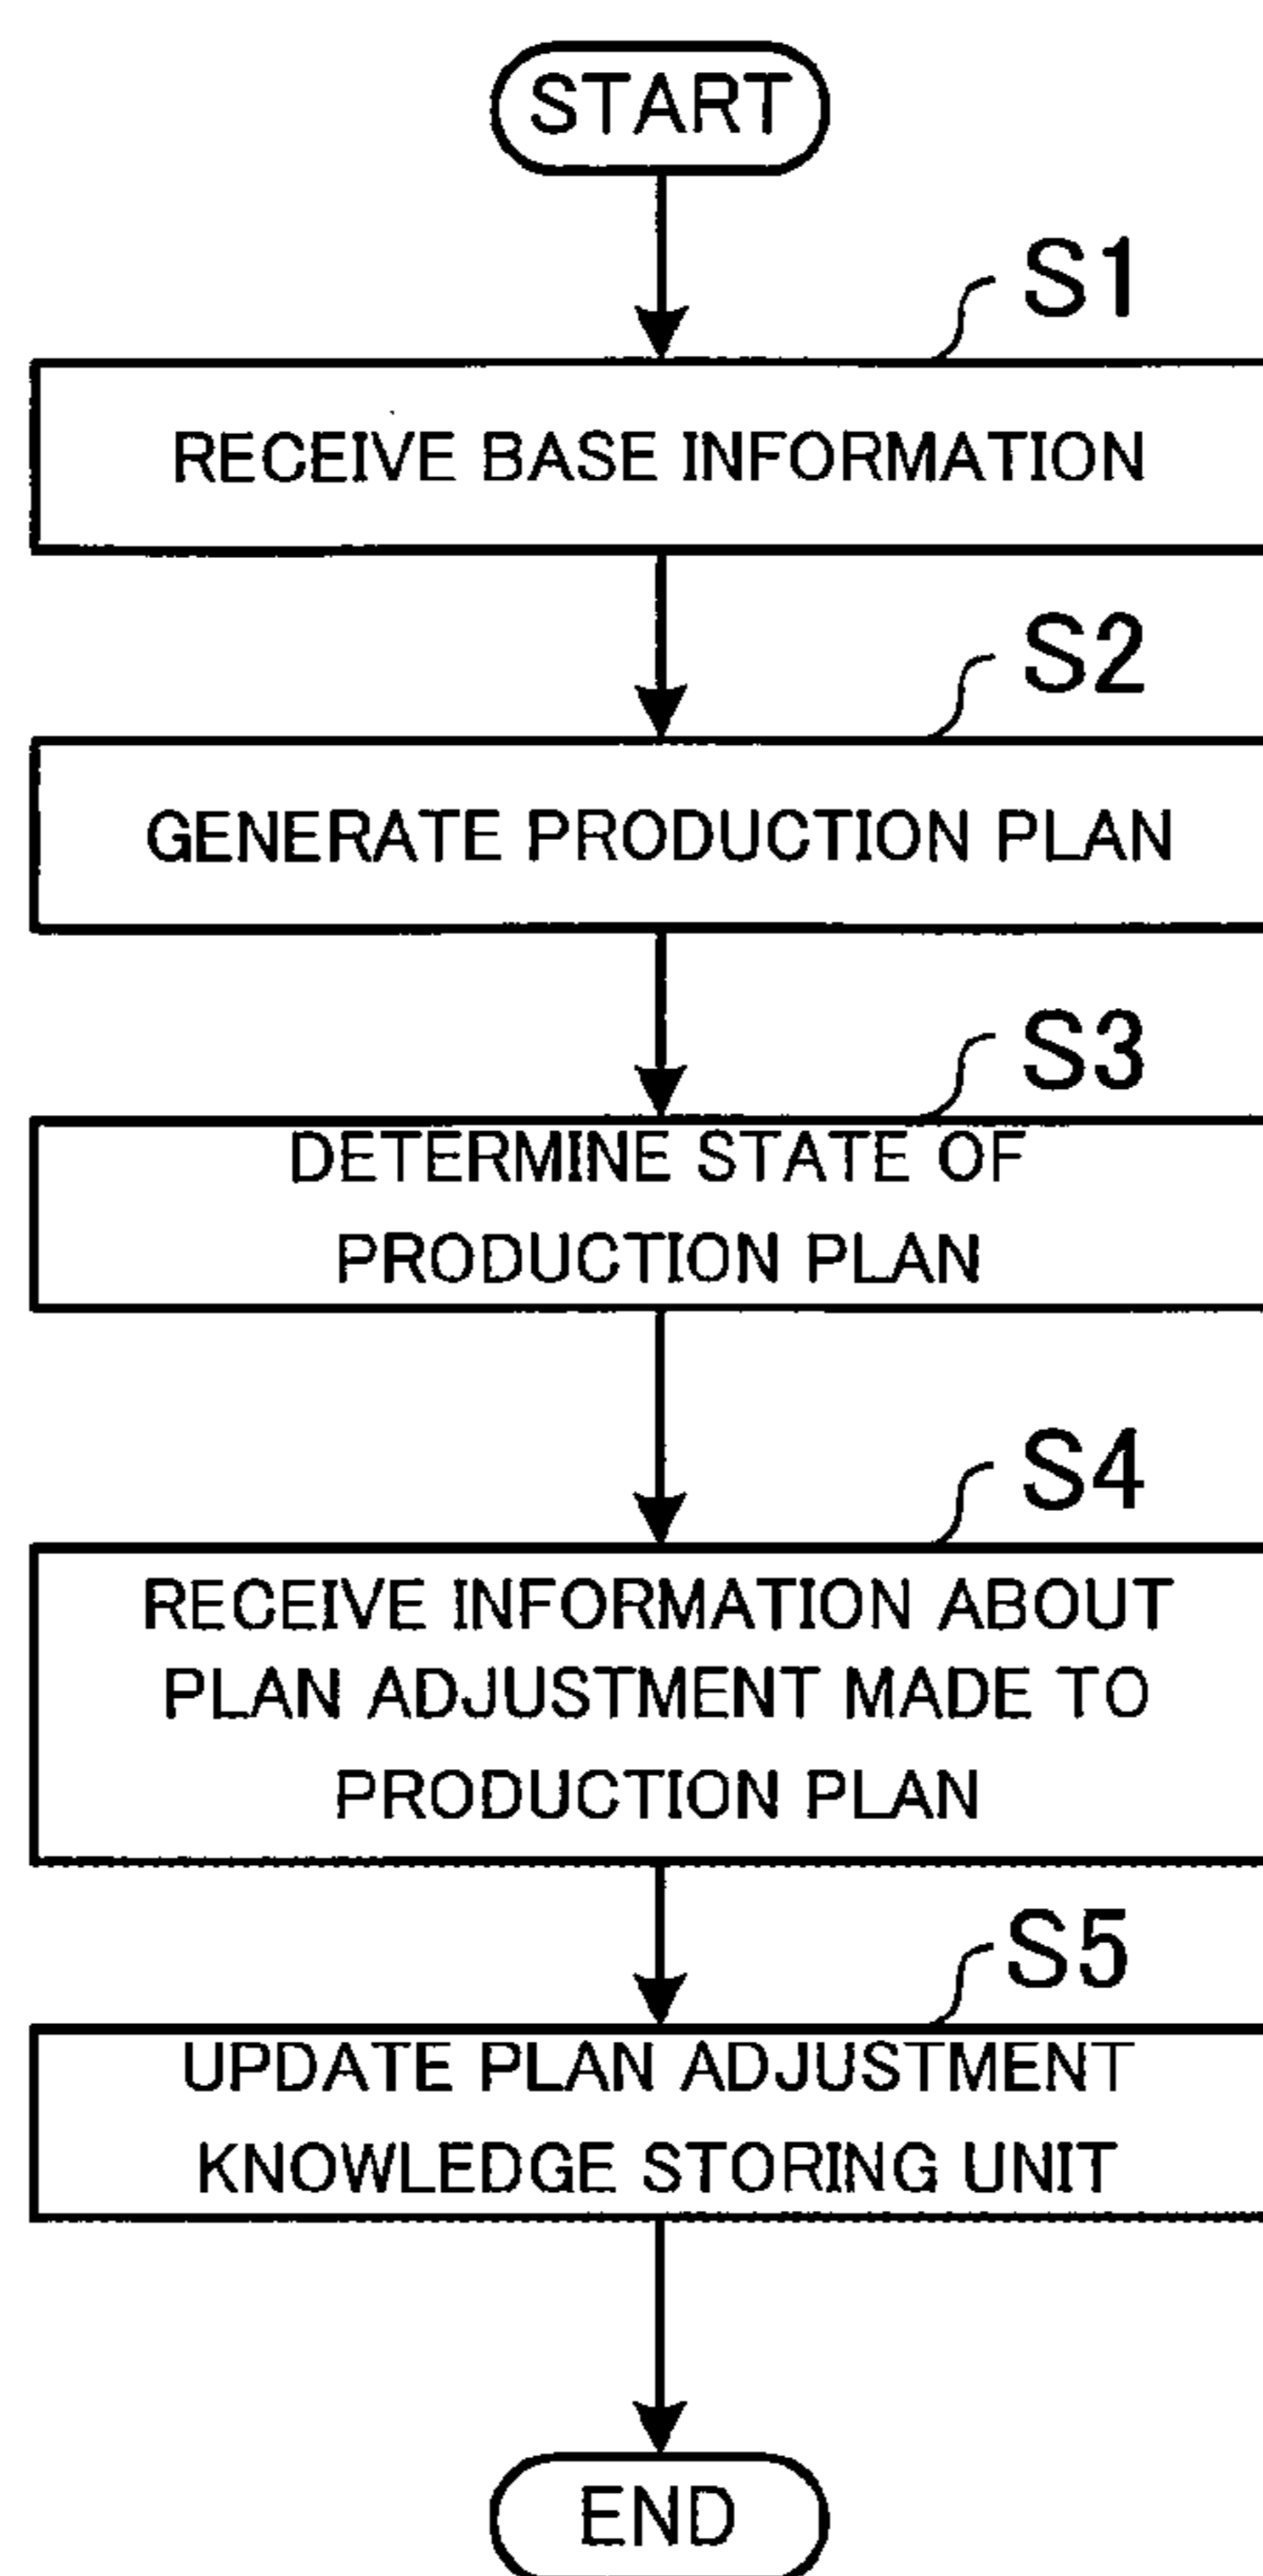 START
S1
RECEIVE BASE INFORMATION
S2
GENERATE PRODUCTION PLAN
S3
DETERMINE STATE OF
PRODUCTION PLAN
S4
RECEIVE INFORMATION ABOUT
PLAN ADJUSTMENT MADE TO
PRODUCTION PLAN
S5
UPDATE PLAN ADJUSTMENT
KNOWLEDGE STORING UNIT
END